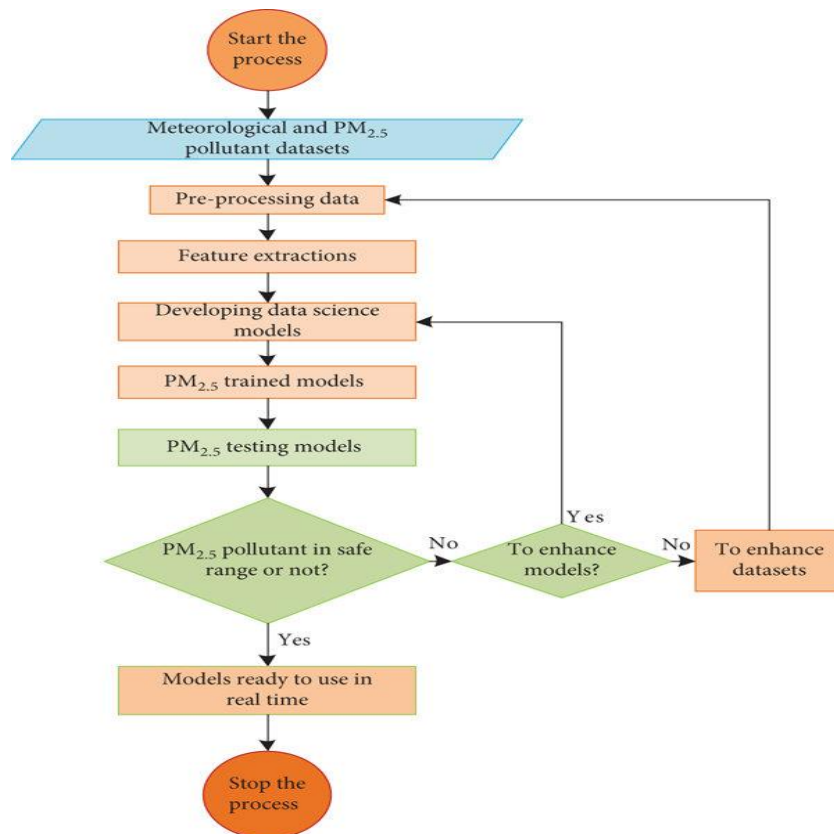 Start the
process
Meteorological and PM₂.₅
pollutant datasets
Pre-processing data
Feature extractions
Developing data science
models
PM₂.₅ trained models
PM₂.₅ testing models
PM₂.₅ pollutant in safe
range or not?
No
Yes
To enhance
models?
Yes
No
To enhance
datasets
Models ready to use in
real time
Stop the
process